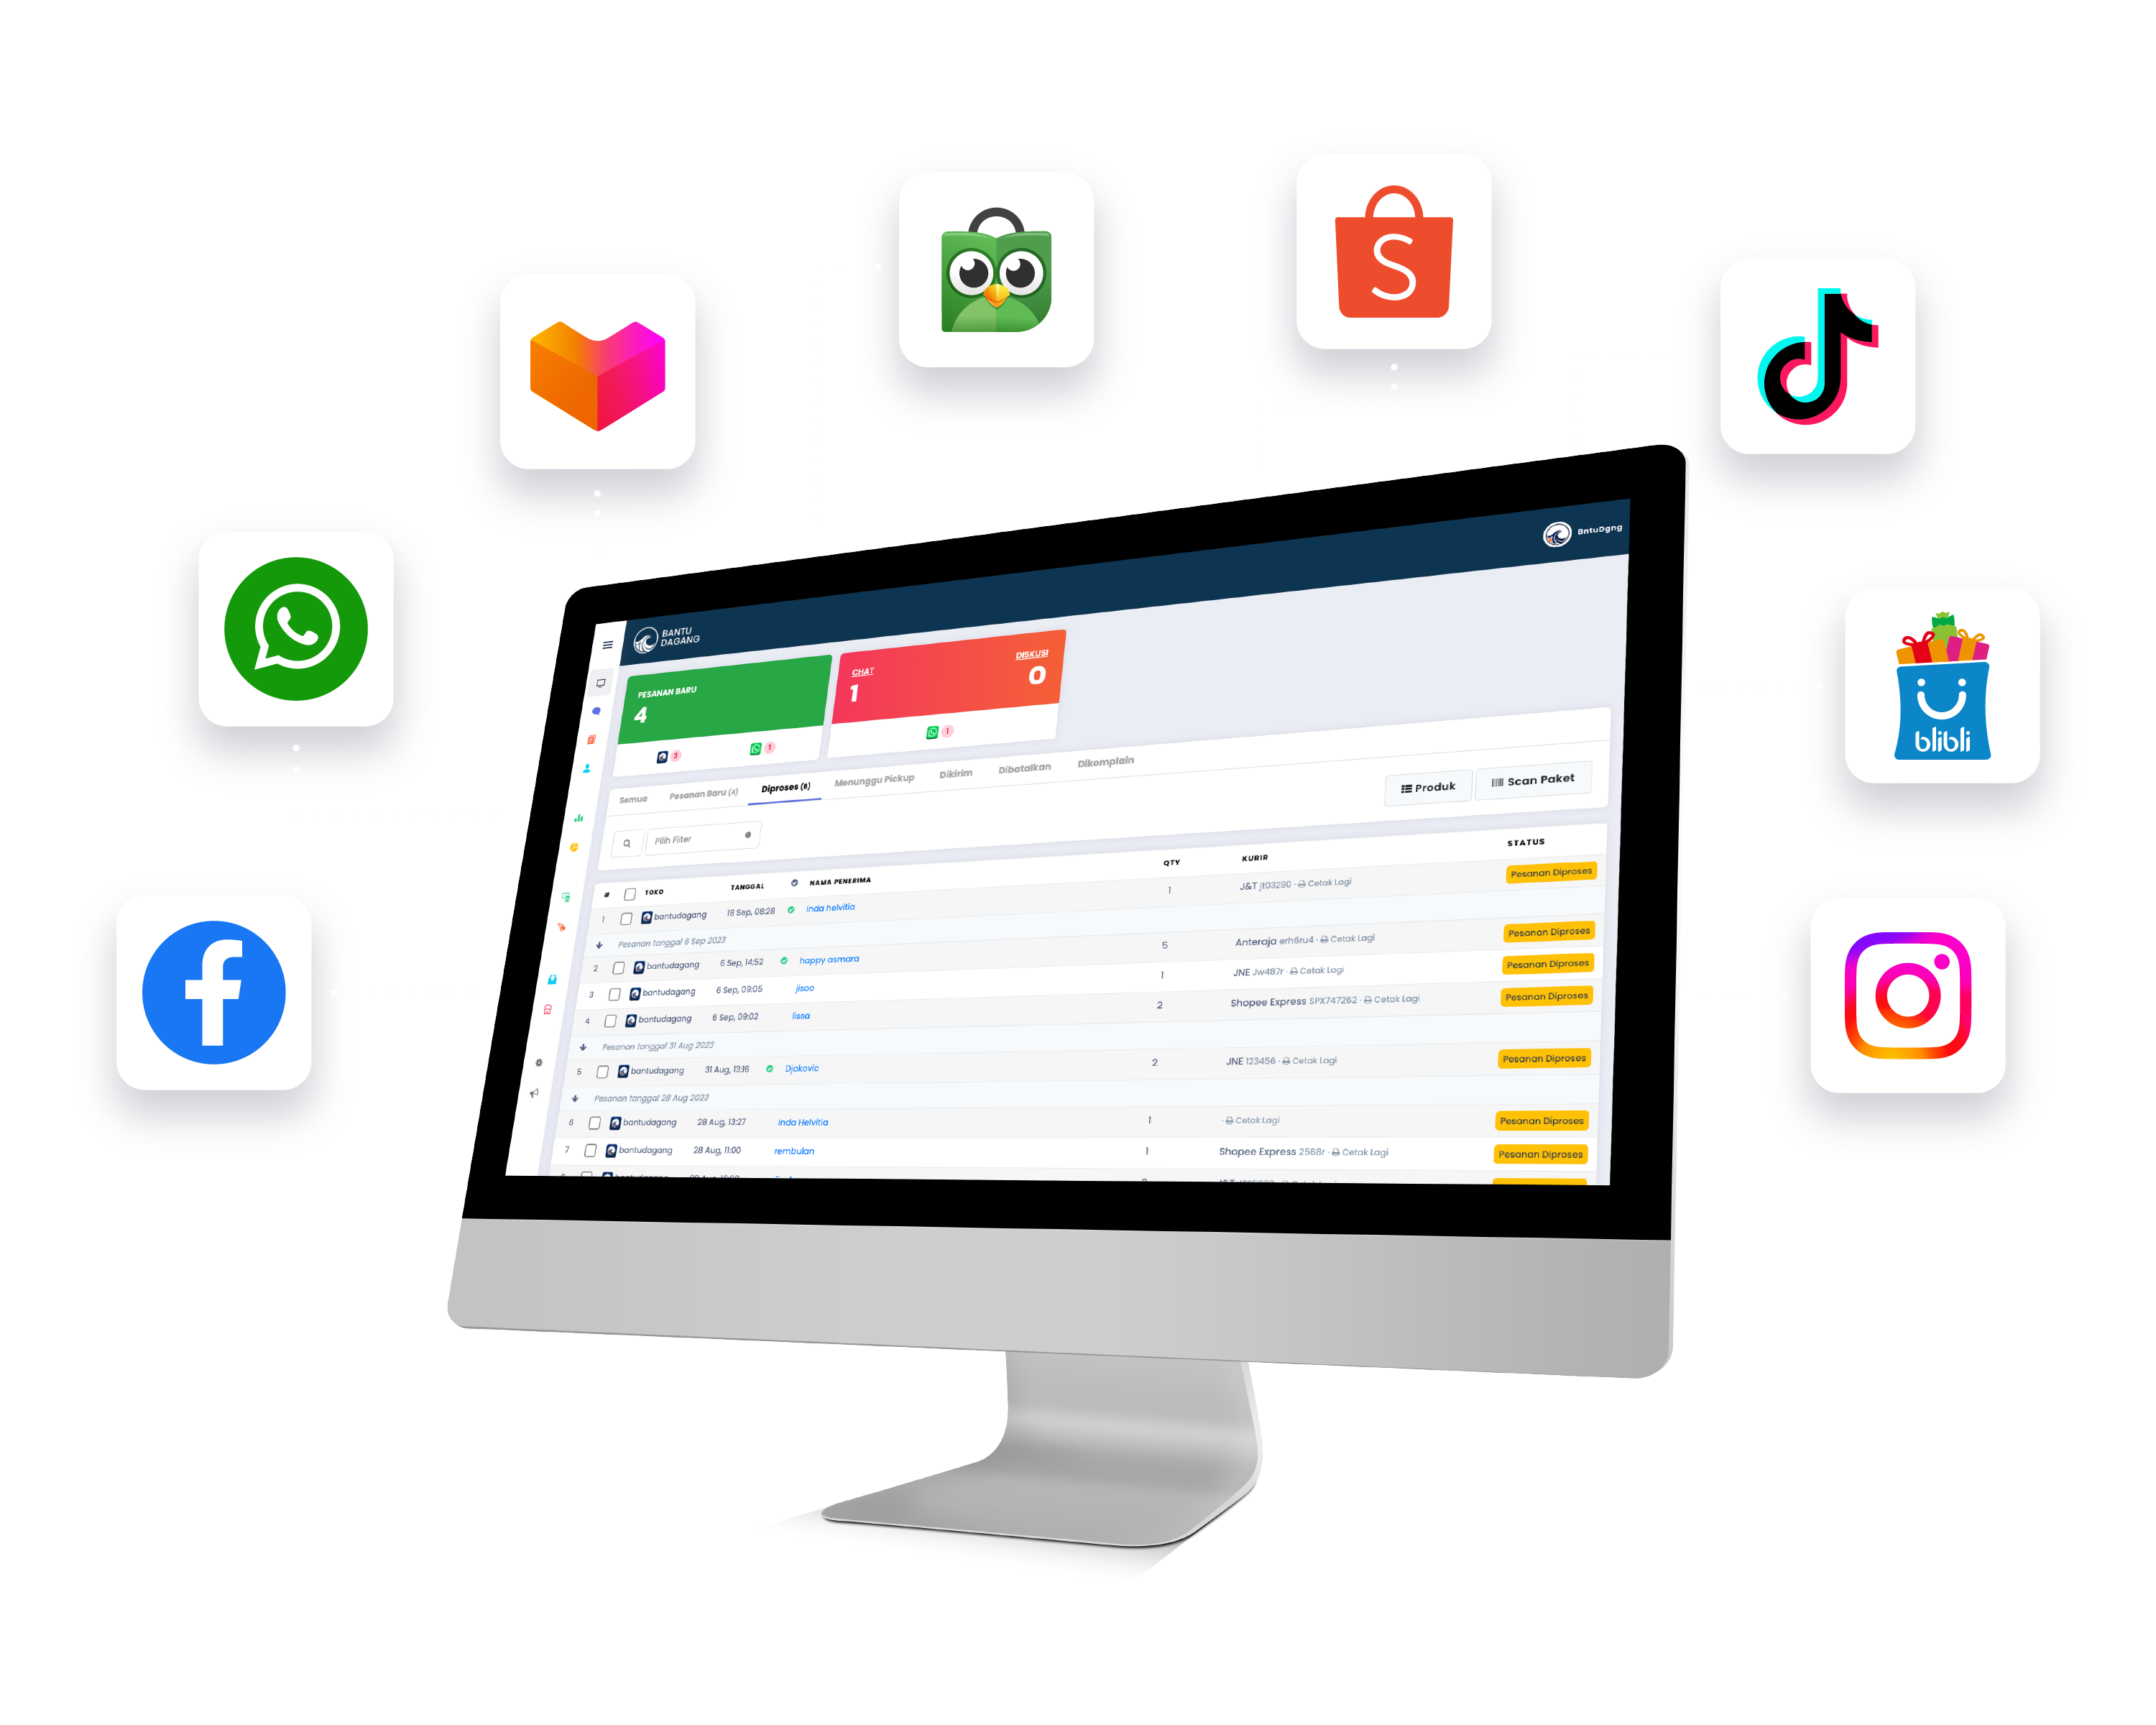 BntuDgng
BANTU
DAGANG
PESANAN BARU
4
3
1
CHAT
1
DISKUSI
0
1
Semua Pesanan Baru (4) Diproses (8) Menunggu Pickup Dikirim Dibatalkan Dikomplain
Pilih Filter
Produk Scan Paket
# TOKO TANGGAL NAMA PENERIMA QTY KURIR STATUS
1 bantudagang 18 Sep, 08:28 inda helvitia 1 J&T jt03290 · Cetak Lagi Pesanan Diproses
Pesanan tanggal 6 Sep 2023
2 bantudagang 6 Sep, 14:52 happy asmara 5 Anteraja erh6ru4 · Cetak Lagi Pesanan Diproses
3 bantudagang 6 Sep, 09:05 jisoo 1 JNE Jw487r · Cetak Lagi Pesanan Diproses
4 bantudagang 6 Sep, 09:02 lissa 2 Shopee Express SPX747262 · Cetak Lagi Pesanan Diproses
Pesanan tanggal 31 Aug 2023
5 bantudagang 31 Aug, 13:16 Djokovic 2 JNE 123456 · Cetak Lagi Pesanan Diproses
Pesanan tanggal 28 Aug 2023
6 bantudagang 28 Aug, 13:27 Inda Helvitia 1 · Cetak Lagi Pesanan Diproses
7 bantudagang 28 Aug, 11:00 rembulan 1 Shopee Express 2568r · Cetak Lagi Pesanan Diproses
S
blibli